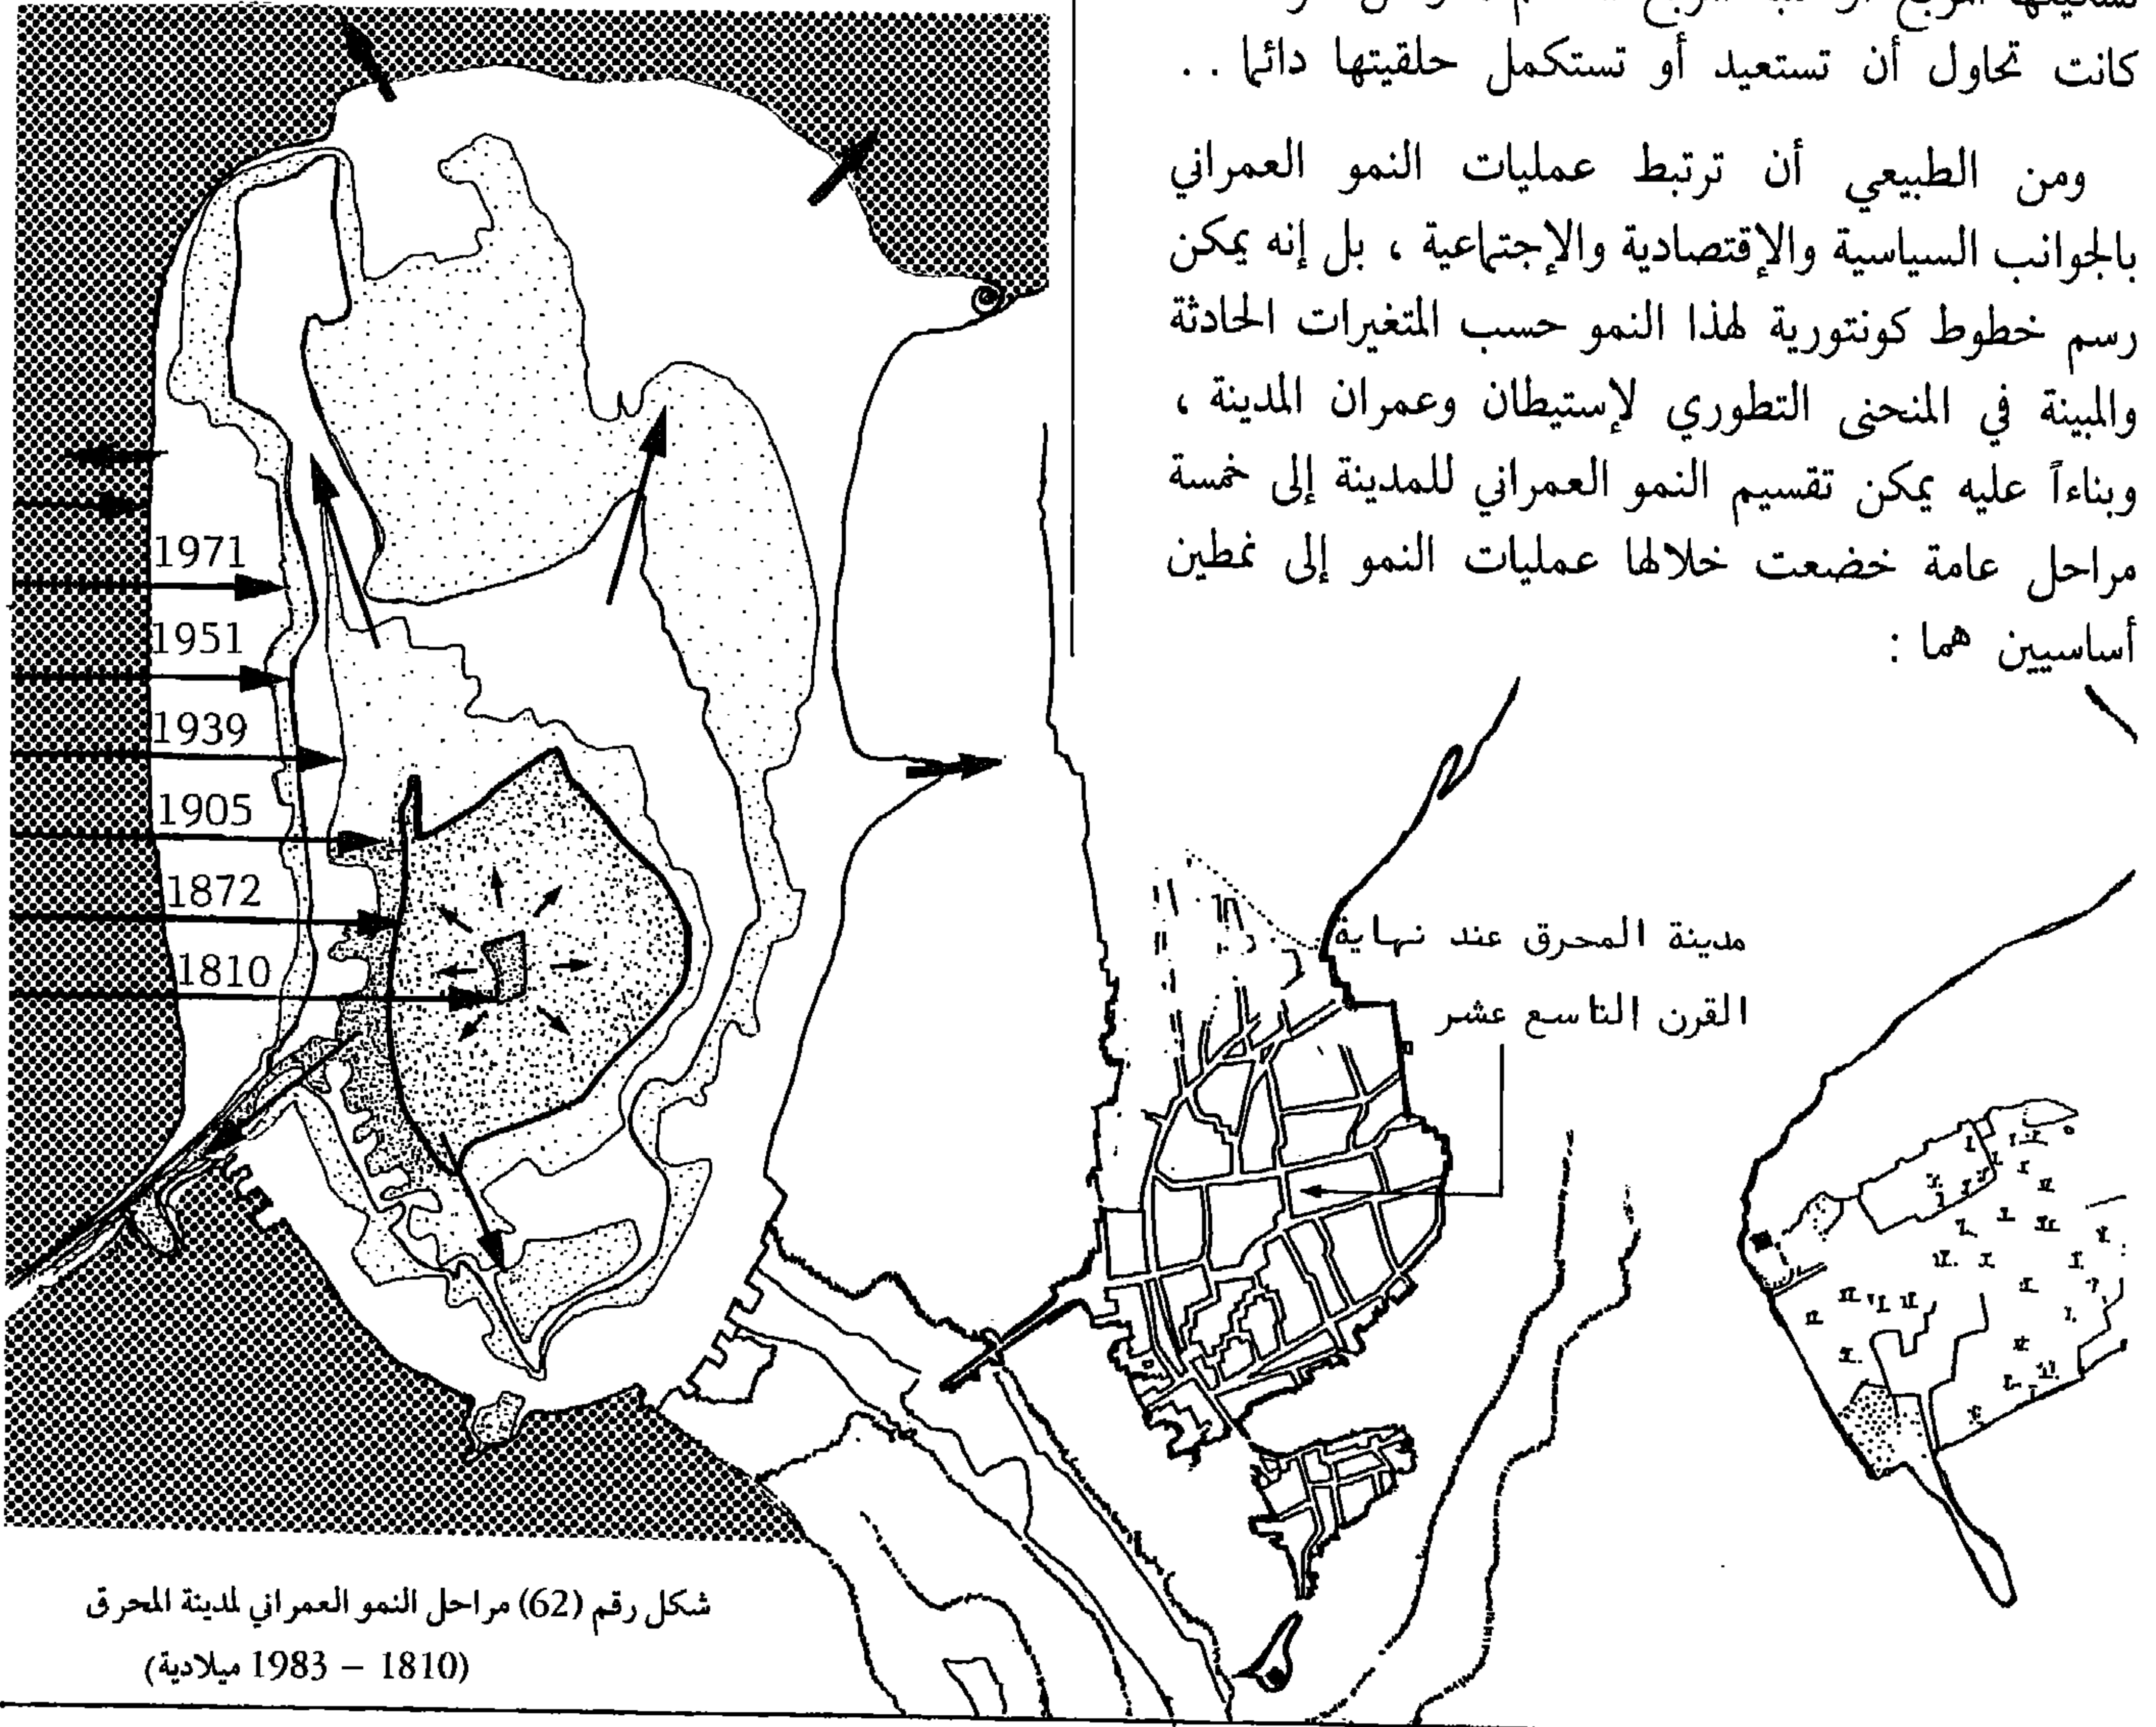 كانت تحاول أن تستعيد أو تستكمل حلقيتها دائما ..
ومن الطبيعي أن ترتبط عمليات النمو العمراني
بالجوانب السياسية والإقتصادية والإجتماعية ، بل إنه يمكن
رسم خطوط كونتورية لهذا النمو حسب المتغيرات الحادثة
والمبينة في المنحنى التطوري لإستيطان وعمران المدينة ،
وبناءاً عليه يمكن تقسيم النمو العمراني للمدينة إلى خمسة
مراحل عامة خضعت خلالها عمليات النمو إلى نمطين
أساسيين هما :
1971
1951
1939
1905
1872
1810
مدينة المحرق عند نهاية
القرن التاسع عشر
شكل رقم (62) مراحل النمو العمراني لمدينة المحرق
(1810 – 1983 ميلادية)